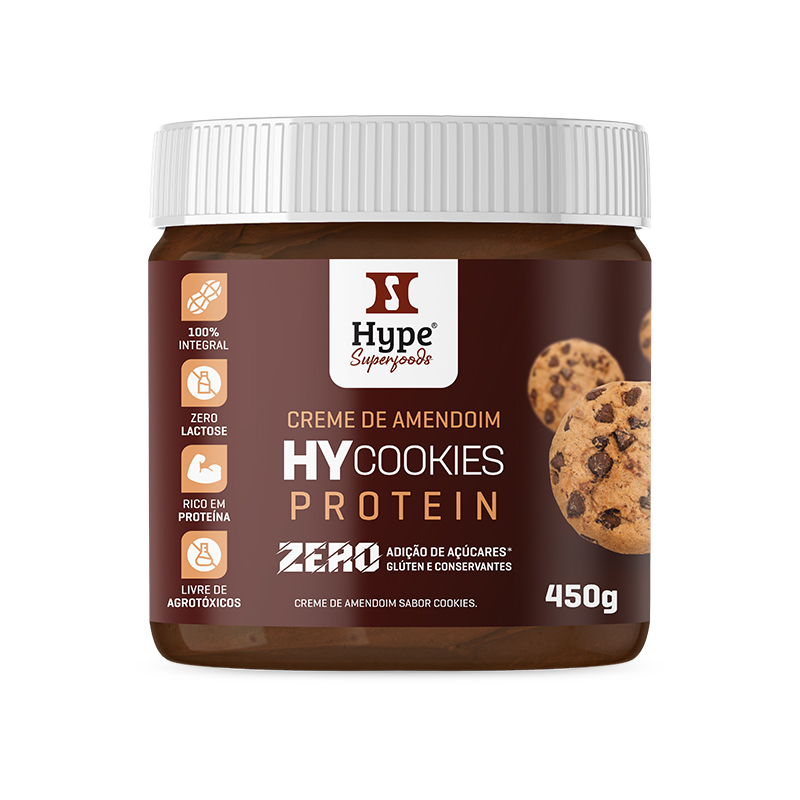 Hype®
Superfoods
CREME DE AMENDOIM
HYCOOKIES
PROTEIN
ZERO ADIÇÃO DE AÇÚCARES*
GLÚTEN E CONSERVANTES
CREME DE AMENDOIM SABOR COOKIES.
450g
100%
INTEGRAL
ZERO
LACTOSE
RICO EM
PROTEÍNA
LIVRE DE
AGROTÓXICOS